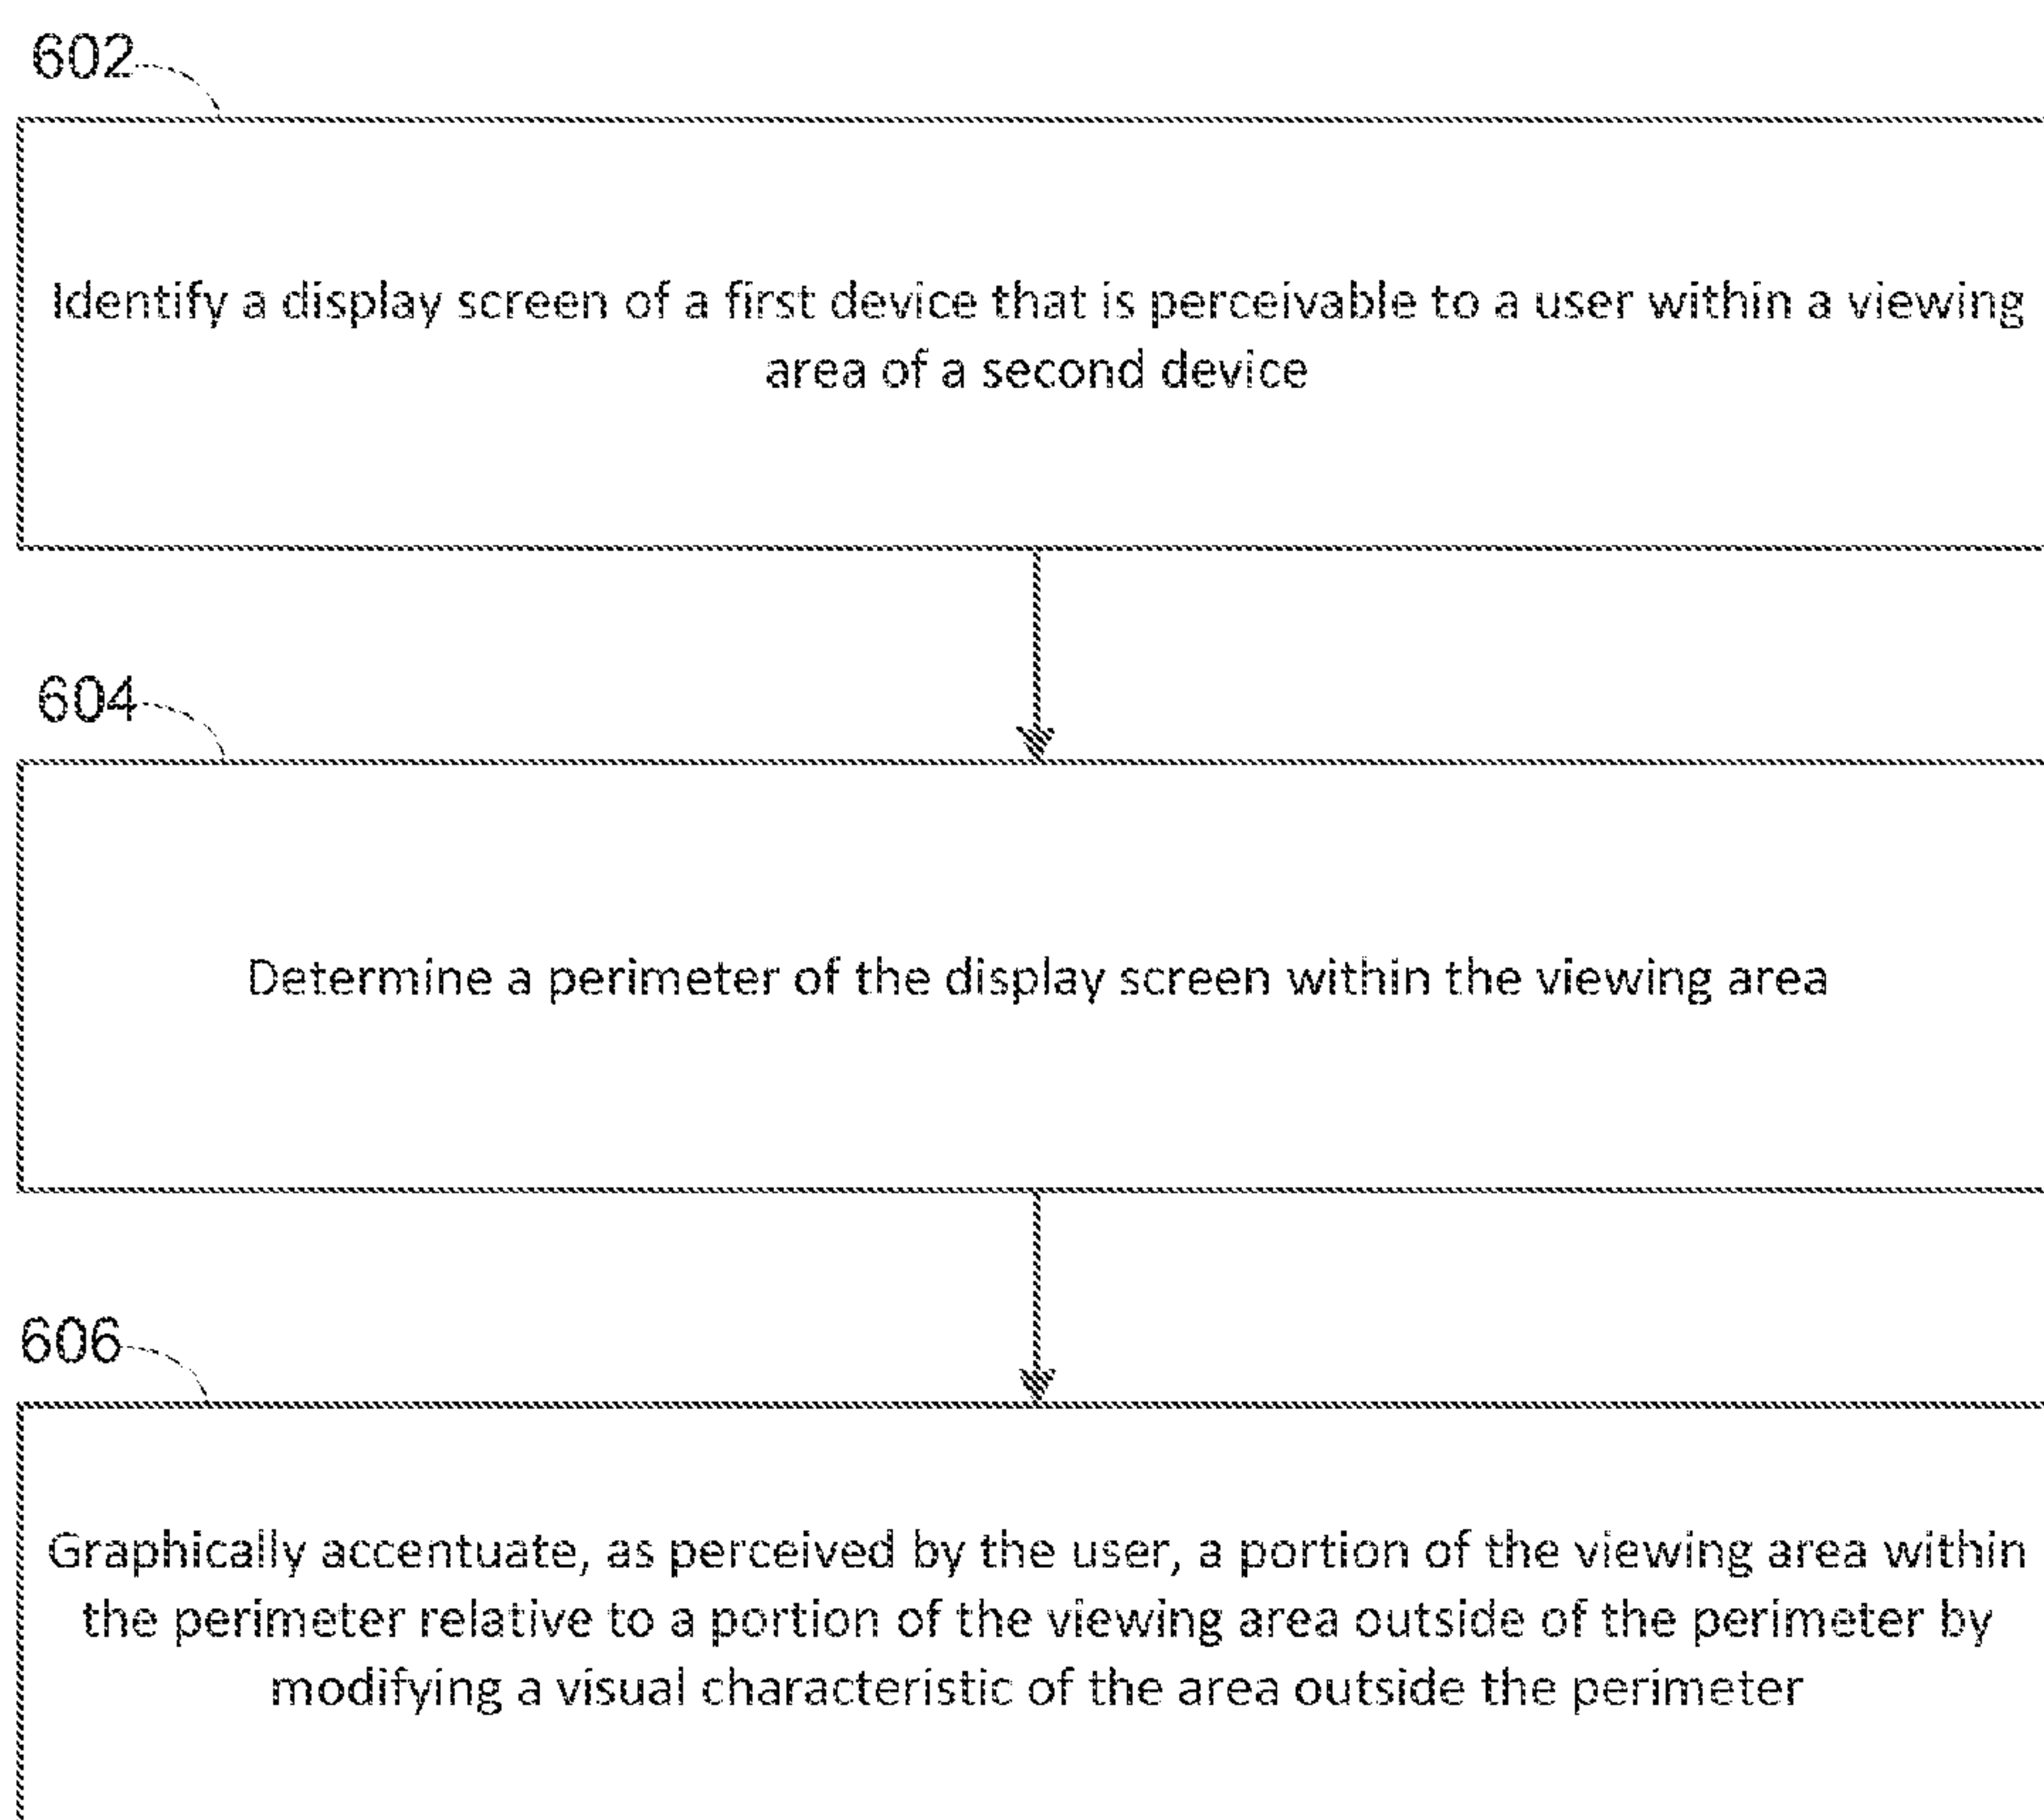 602
Identify a display screen of a first device that is perceivable to a user within a viewing
area of a second device
604
Determine a perimeter of the display screen within the viewing area
606
Graphically accentuate, as perceived by the user, a portion of the viewing area within
the perimeter relative to a portion of the viewing area outside of the perimeter by
modifying a visual characteristic of the area outside the perimeter